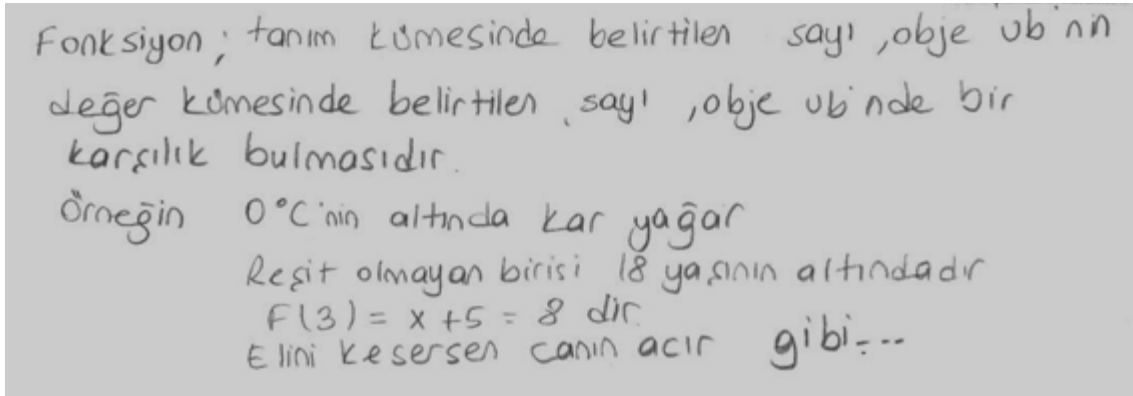 Fonksiyon; tanım kümesinde belirtilen sayı, obje vb'nin
değer kümesinde belirtilen sayı, obje vb'nde bir
karşılık bulmasıdır.
Örneğin 0°C'nin altında kar yağar
Reşit olmayan birisi 18 yaşının altındadır
F(3) = x +5 = 8 dir.
Elini kesersen canın acır gibi...